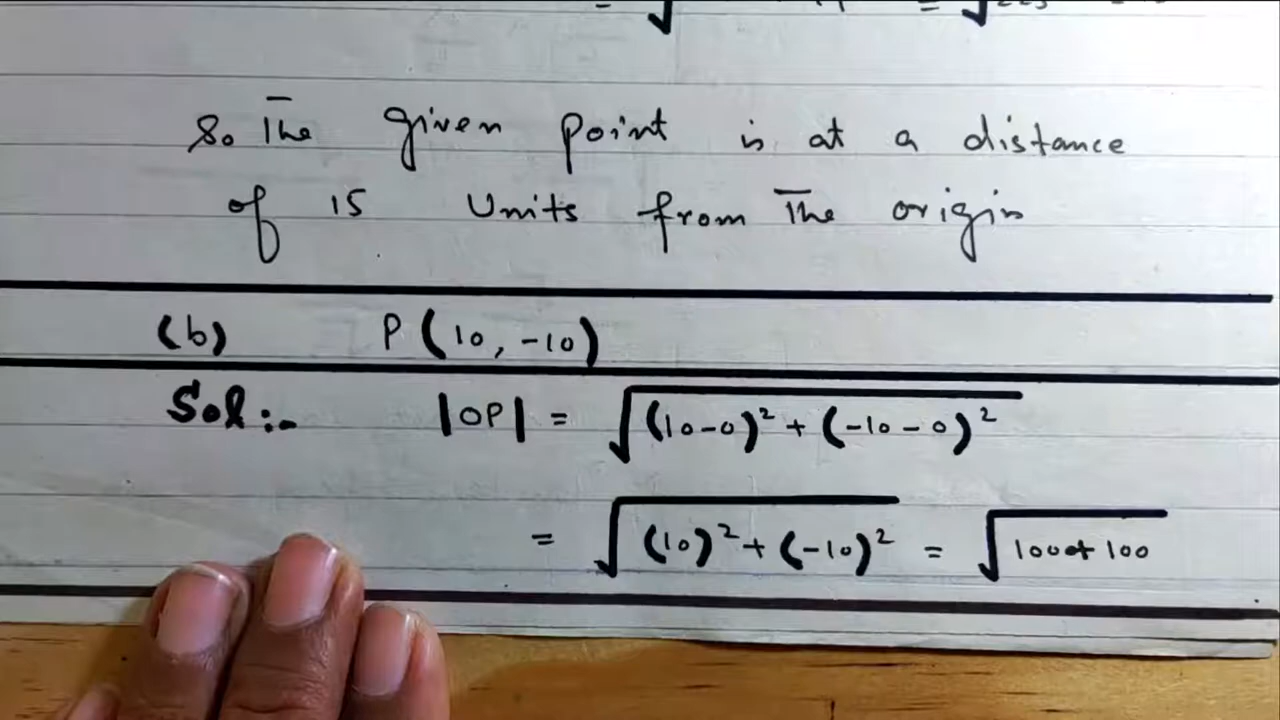 So The given point is at a distance
of 15 Units from The origin
(b) P(10, -10)
Sol:- |OP| = √(10-0)² + (-10-0)²
= √(10)² + (-10)² = √100+ 100